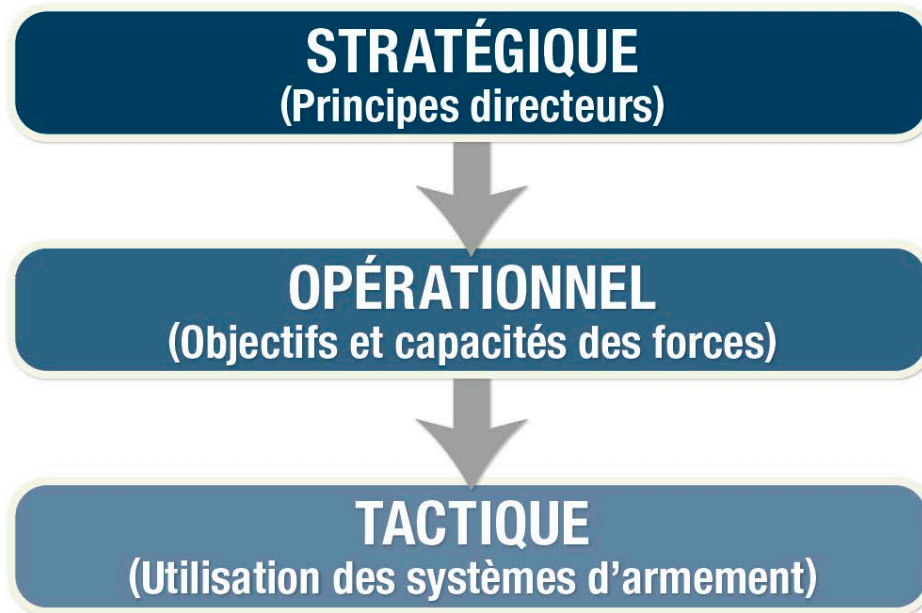 STRATÉGIQUE
(Principes directeurs)
OPÉRATIONNEL
(Objectifs et capacités des forces)
TACTIQUE
(Utilisation des systèmes d'armement)